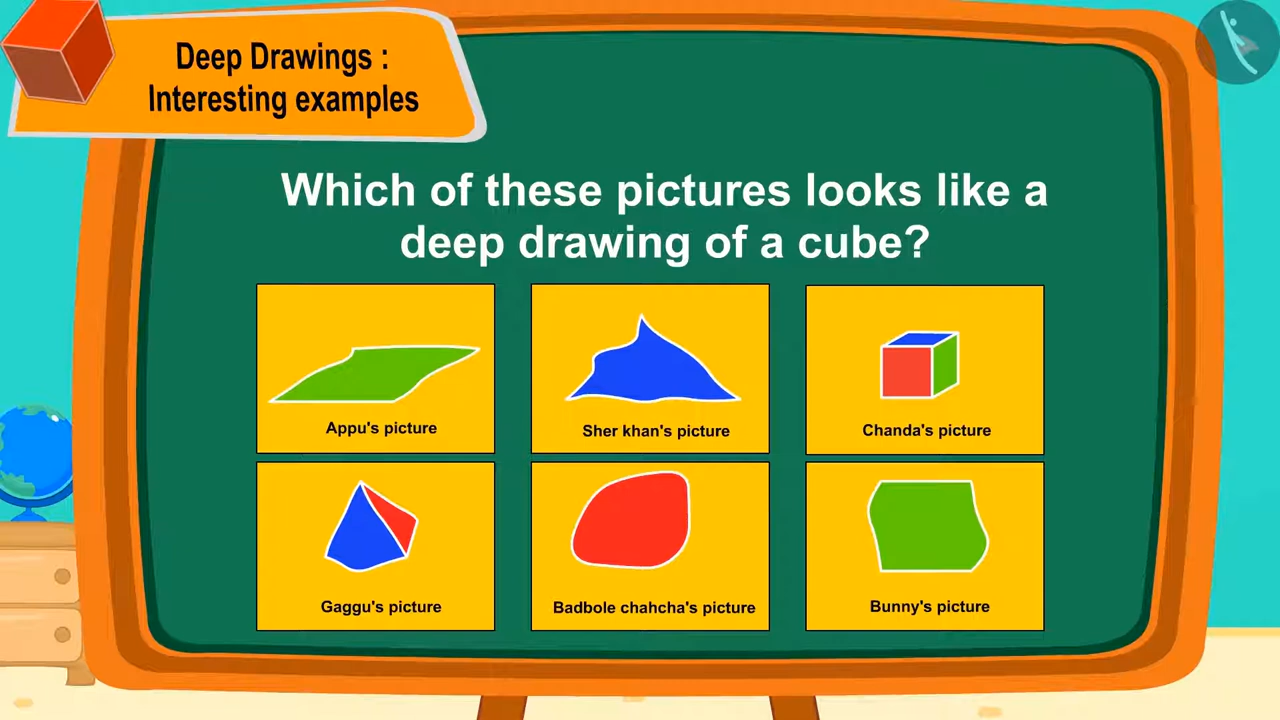 Deep Drawings :
Interesting examples
Which of these pictures looks like a
deep drawing of a cube?
Appu's picture
Sher khan's picture
Chanda's picture
Gaggu's picture
Badbole chahcha's picture
Bunny's picture